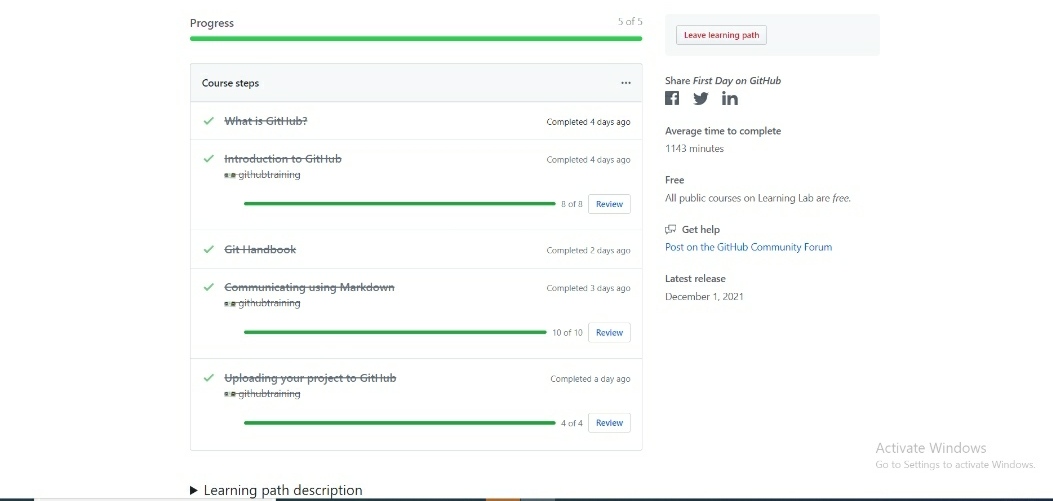 Progress
5 of 5
Course steps
...
What is GitHub?
Completed 4 days ago
Introduction to GitHub
Completed 4 days ago
githubtraining
8 of 8
Review
Git Handbook
Completed 2 days ago
Communicating using Markdown
Completed 3 days ago
githubtraining
10 of 10
Review
Uploading your project to GitHub
Completed a day ago
githubtraining
4 of 4
Review
Learning path description
Leave learning path
Share First Day on GitHub
Average time to complete
1143 minutes
Free
All public courses on Learning Lab are free.
Get help
Post on the GitHub Community Forum
Latest release
December 1, 2021
Activate Windows
Go to Settings to activate Windows.